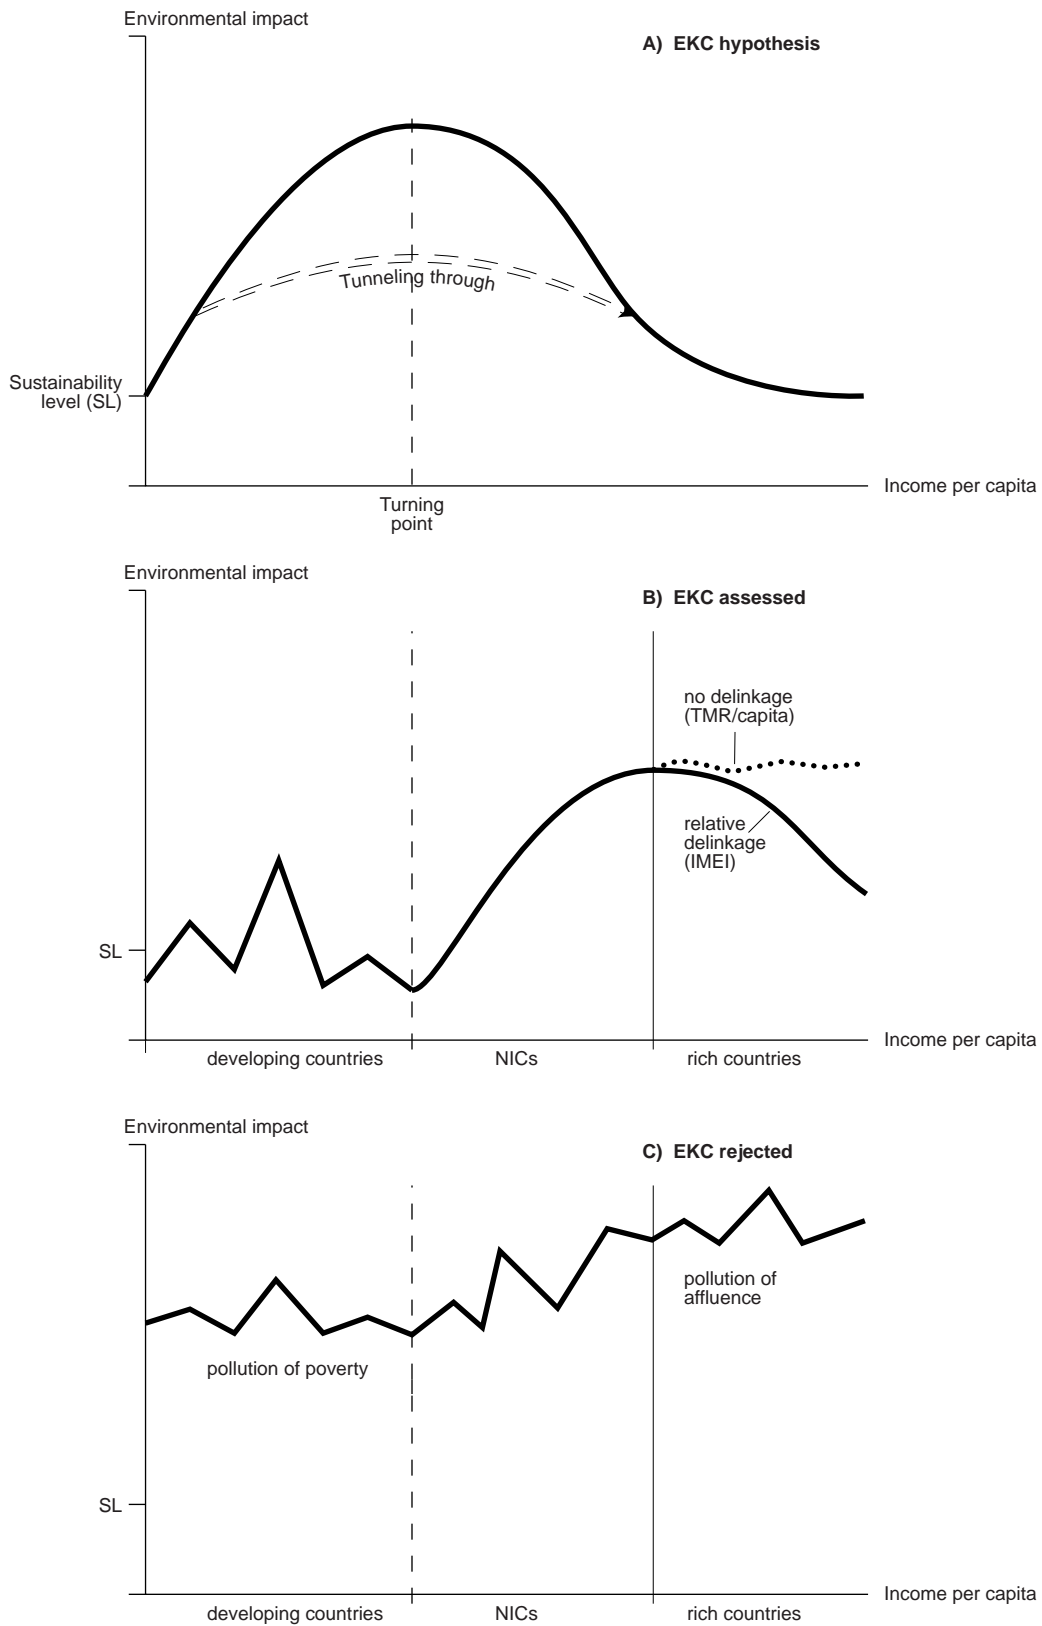 Environmental impact
A) EKC hypothesis
Tunneling through
Sustainability
level (SL)
Income per capita
Turning
point
Environmental impact
B) EKC assessed
no delinkage
(TMR/capita)
relative
delinkage
(IMEI)
SL
Income per capita
developing countries
NICs
rich countries
Environmental impact
C) EKC rejected
pollution of
affluence
pollution of poverty
SL
Income per capita
developing countries
NICs
rich countries